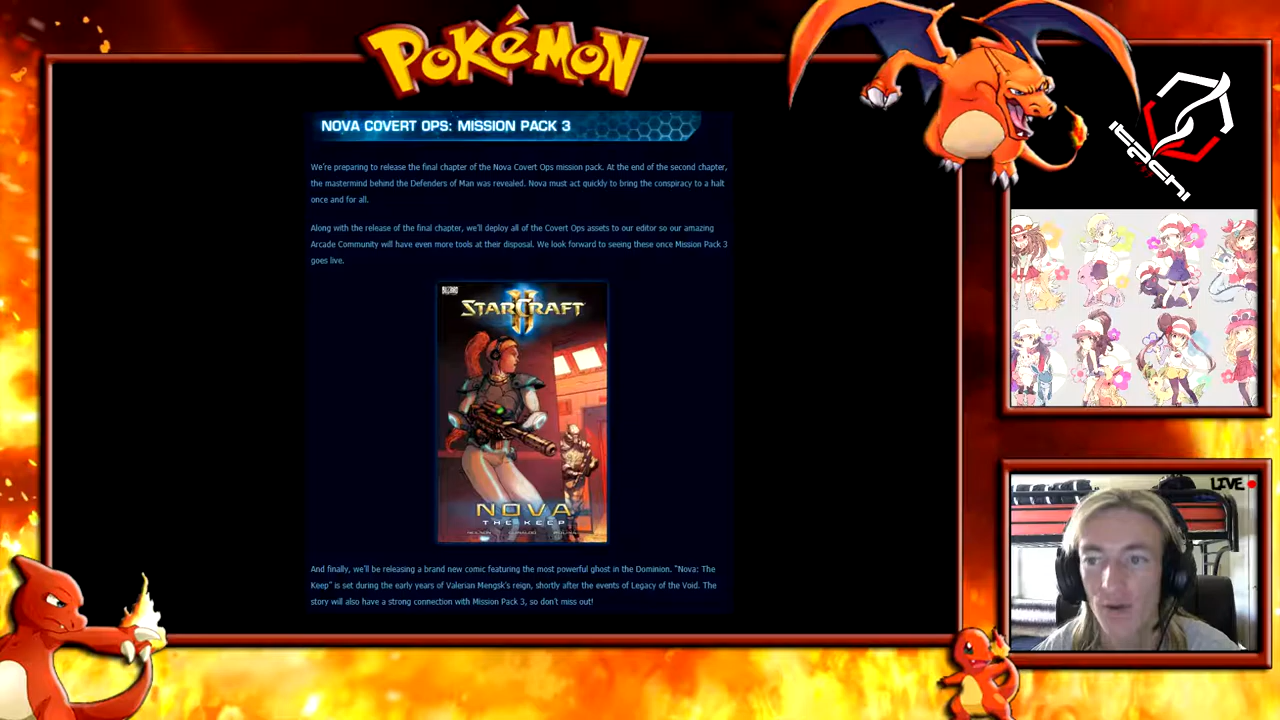 POKéMON
NOVA COVERT OPS: MISSION PACK 3
We're preparing to release the final chapter of the Nova Covert Ops mission pack. At the end of the second chapter,
the mastermind behind the Defenders of Man was revealed. Nova must act quickly to bring the conspiracy to a halt
once and for all.
Along with the release of the final chapter, we'll deploy all of the Covert Ops assets to our editor so our amazing
Arcade Community will have even more tools at their disposal. We look forward to seeing these once Mission Pack 3
goes live.
BLIZZARD
STARCRAFT
II
NOVA
THE KEEP
And finally, we'll be releasing a brand new comic featuring the most powerful ghost in the Dominion. "Nova: The
Keep" is set during the early years of Valerian Mengsk's reign, shortly after the events of Legacy of the Void. The
story will also have a strong connection with Mission Pack 3, so don't miss out!
ITACHI
LIVE